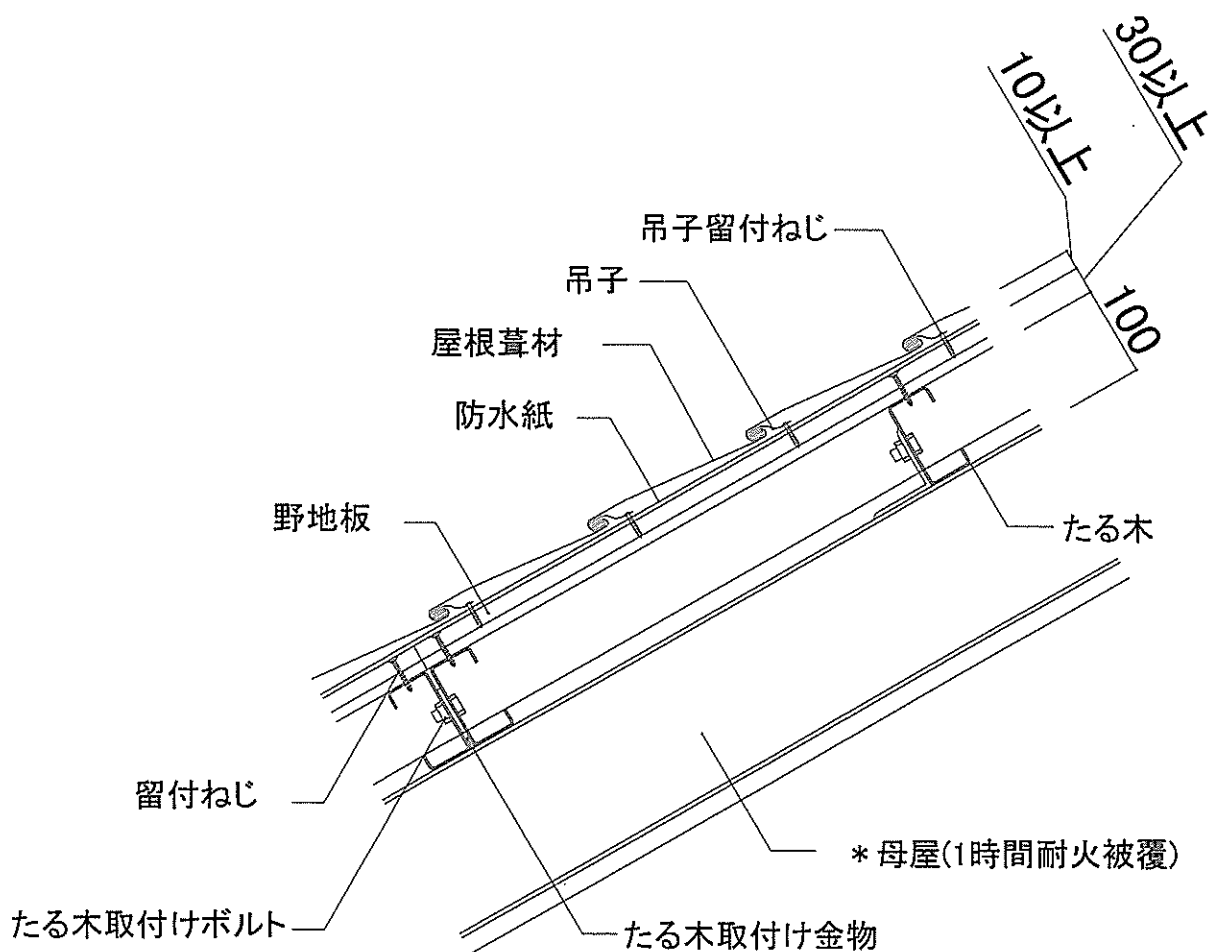 30以上
10以上
100
吊子留付ねじ
吊子
屋根葺材
防水紙
野地板
たる木
留付ねじ
*母屋(1時間耐火被覆)
たる木取付けボルト
たる木取付け金物